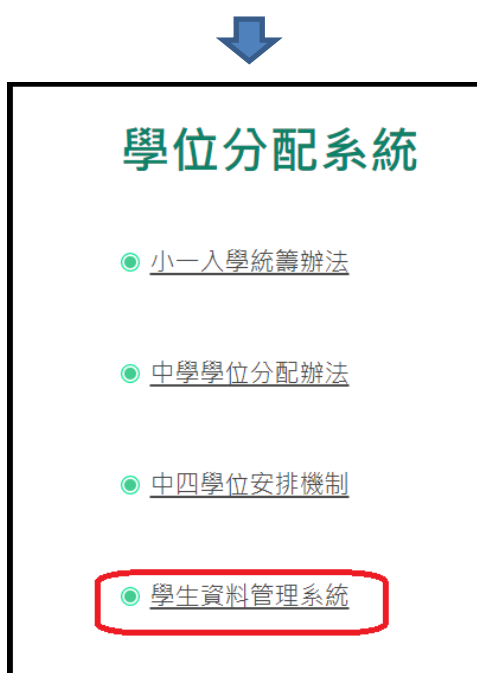 學位分配系統
小一入學統籌辦法
中學學位分配辦法
中四學位安排機制
學生資料管理系統